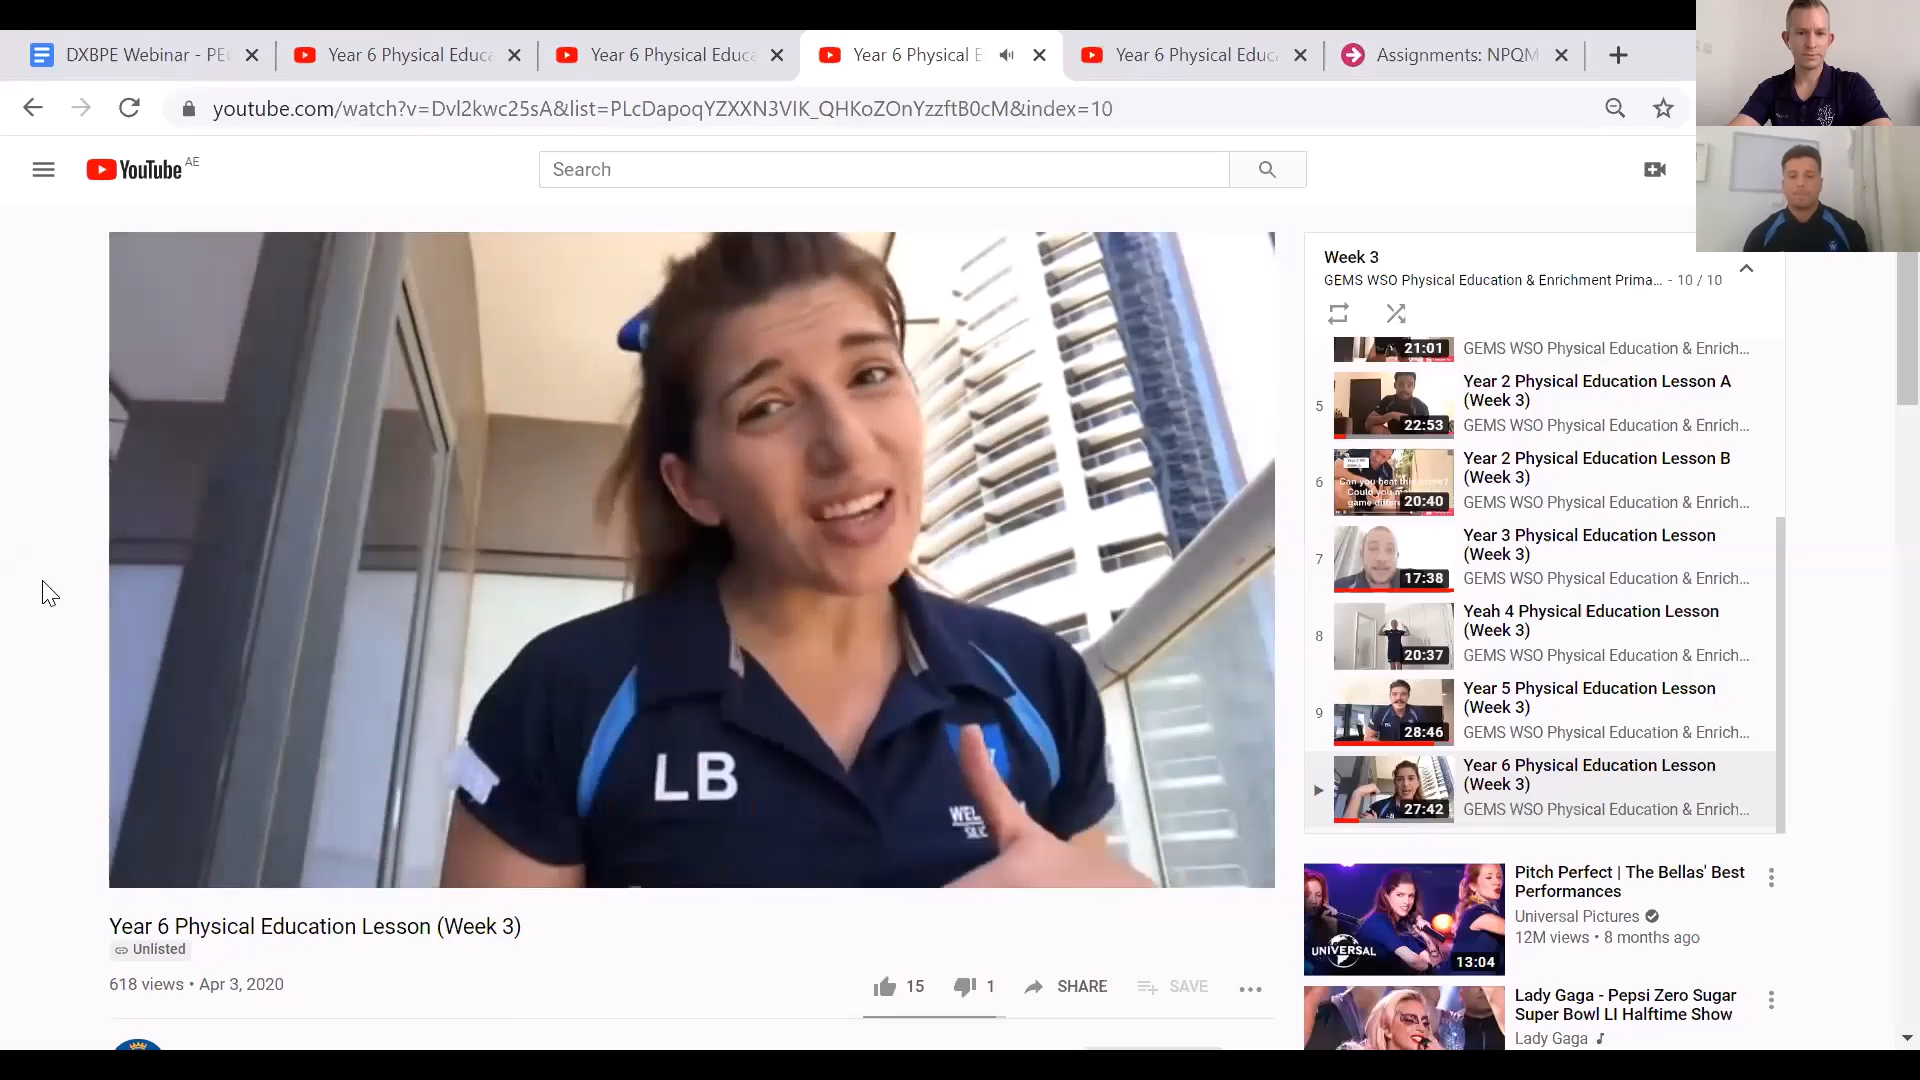 DXBPE Webinar - PE
Year 6 Physical Educa
Year 6 Physical Educa
Year 6 Physical E
Year 6 Physical Educ
Assignments: NPQM
youtube.com/watch?v=Dvl2kwc25sA&list=PLcDapoqYZXXN3VIK_QHKoZOnYzzftB0cM&index=10
YouTube AE
Search
LB
WEL
SILIC
Week 3
GEMS WSO Physical Education & Enrichment Prima... - 10 / 10
21:01
GEMS WSO Physical Education & Enrich...
5
22:53
Year 2 Physical Education Lesson A
(Week 3)
GEMS WSO Physical Education & Enrich...
6
Can you beat this score?
20:40
Year 2 Physical Education Lesson B
(Week 3)
GEMS WSO Physical Education & Enrich...
7
17:38
Year 3 Physical Education Lesson
(Week 3)
GEMS WSO Physical Education & Enrich...
8
20:37
Yeah 4 Physical Education Lesson
(Week 3)
GEMS WSO Physical Education & Enrich...
9
28:46
Year 5 Physical Education Lesson
(Week 3)
GEMS WSO Physical Education & Enrich...
27:42
Year 6 Physical Education Lesson
(Week 3)
GEMS WSO Physical Education & Enrich...
Year 6 Physical Education Lesson (Week 3)
Unlisted
618 views • Apr 3, 2020
15
1
SHARE
SAVE
UNIVERSAL
13:04
Pitch Perfect | The Bellas' Best
Performances
Universal Pictures
12M views • 8 months ago
Lady Gaga - Pepsi Zero Sugar
Super Bowl LI Halftime Show
Lady Gaga